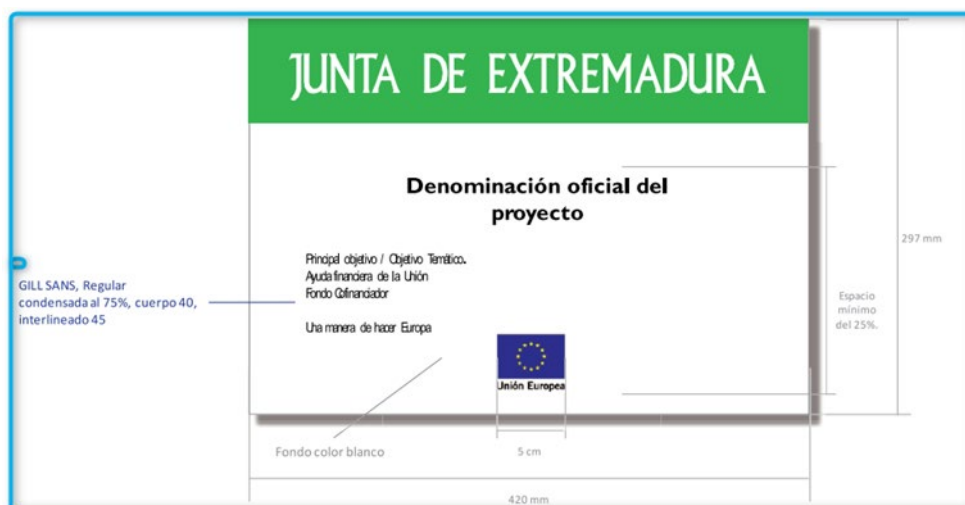 JUNTA DE EXTREMADURA
Denominación oficial del
proyecto
Principal objetivo / Objetivo Temático.
Ayuda financiera de la Unión
Fondo Cofinanciador
Una manera de hacer Europa
GILL SANS, Regular
condensada al 75%, cuerpo 40,
interlineado 45
Unión Europea
297 mm
Espacio
mínimo
del 25%.
Fondo color blanco
5 cm
420 mm